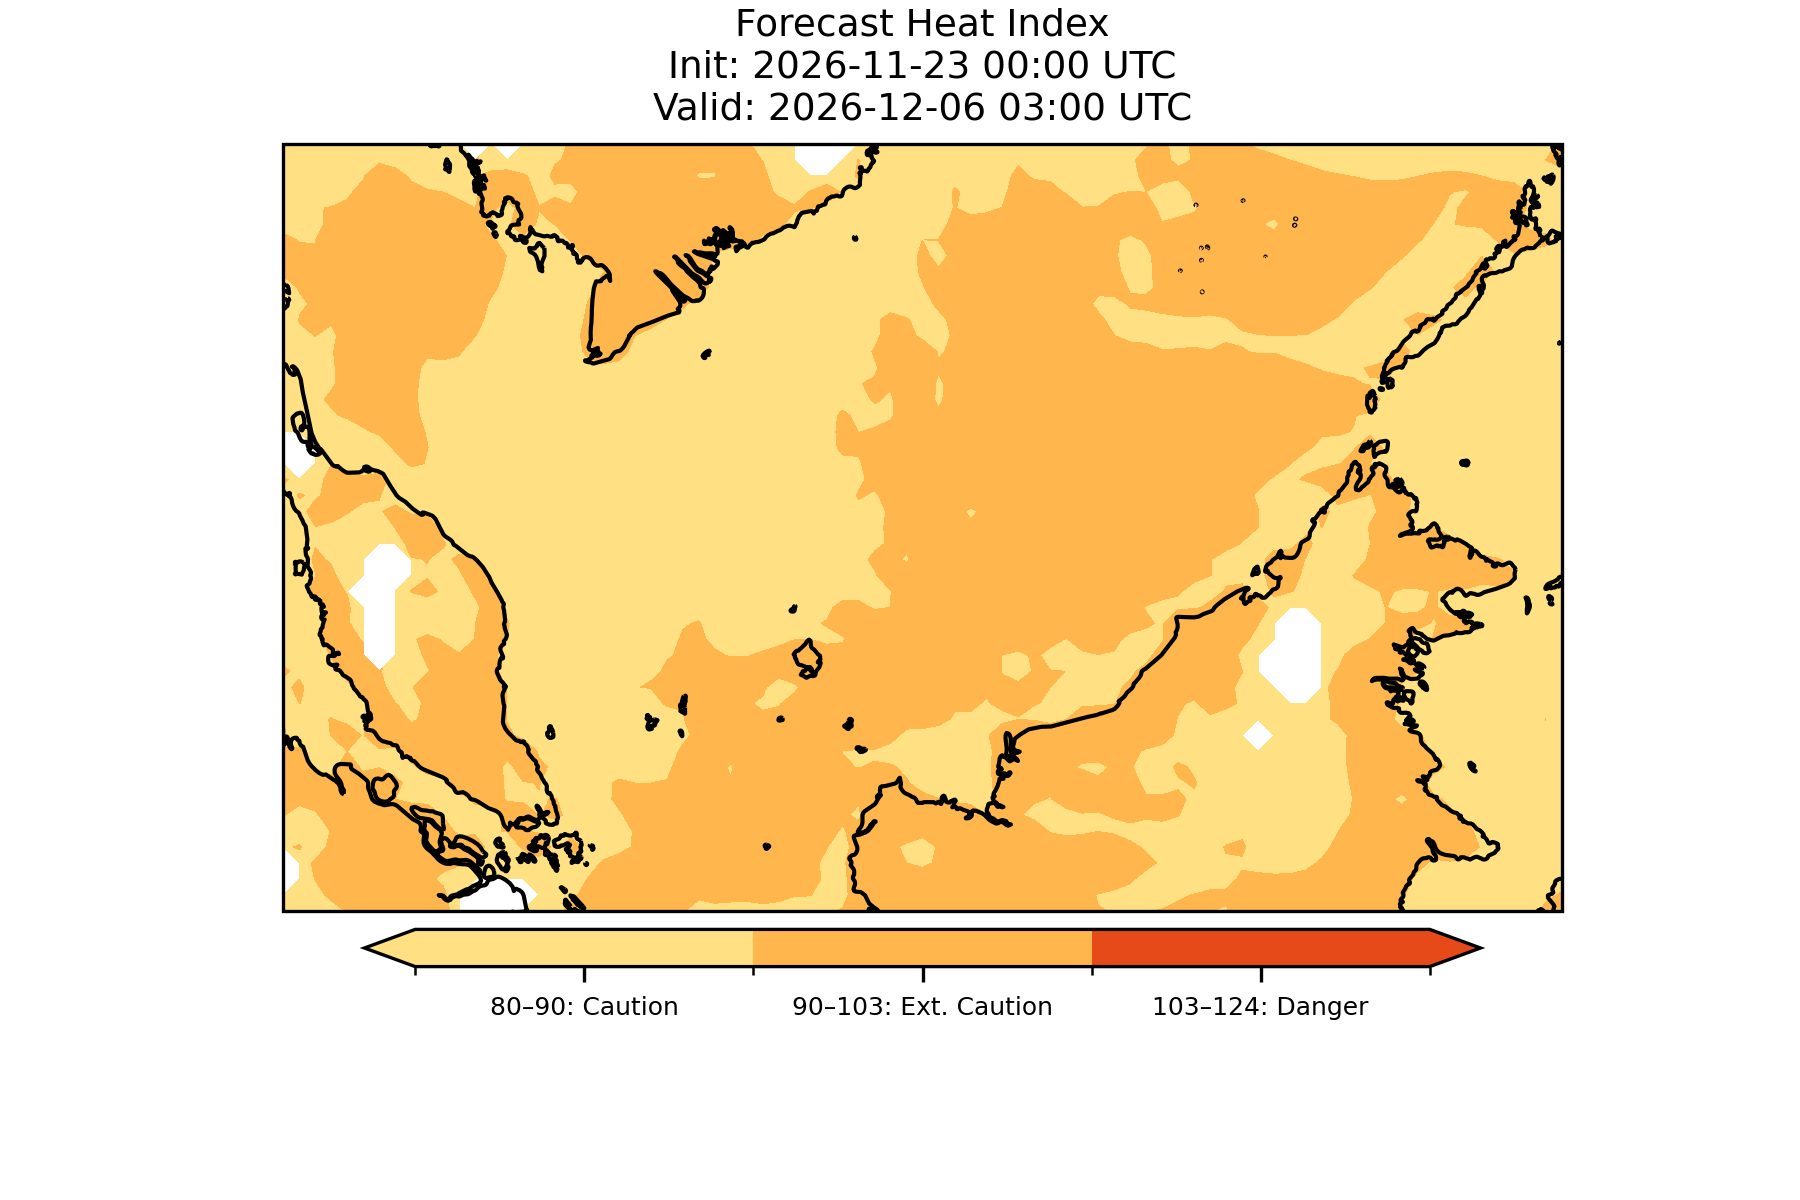 Forecast Heat Index
Init: 2026-11-23 00:00 UTC
Valid: 2026-12-06 03:00 UTC
80–90: Caution
90–103: Ext. Caution
103–124: Danger